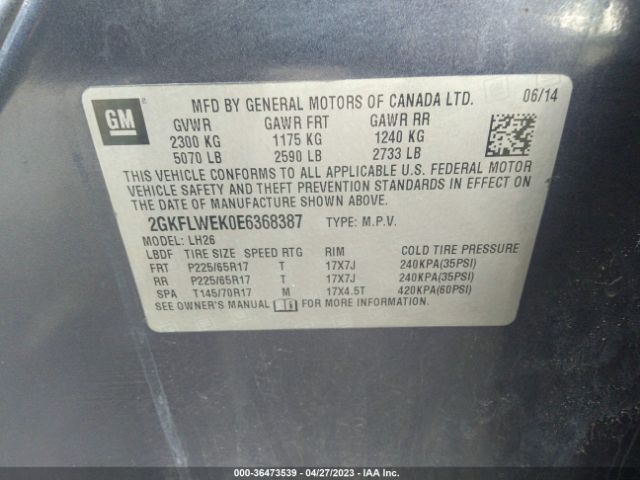 GM
MFD BY GENERAL MOTORS OF CANADA LTD. 06/14
GVWR GAWR FRT GAWR RR
2300 KG 1175 KG 1240 KG
5070 LB 2590 LB 2733 LB
THIS VEHICLE CONFORMS TO ALL APPLICABLE U.S. FEDERAL MOTOR
VEHICLE SAFETY AND THEFT PREVENTION STANDARDS IN EFFECT ON
THE DATE OF MANUFACTURE SHOWN ABOVE.
2GKFLWEK0E6368387 TYPE: M.P.V.
MODEL: LH26
LBDF TIRE SIZE SPEED RTG RIM COLD TIRE PRESSURE
FRT P225/65R17 T 17X7J 240KPA(35PSI)
RR P225/65R17 T 17X7J 240KPA(35PSI)
SPA T145/70R17 M 17X4.5T 420KPA(60PSI)
SEE OWNER'S MANUAL FOR MORE INFORMATION.
000-36473539 - 04/27/2023 - IAA Inc.